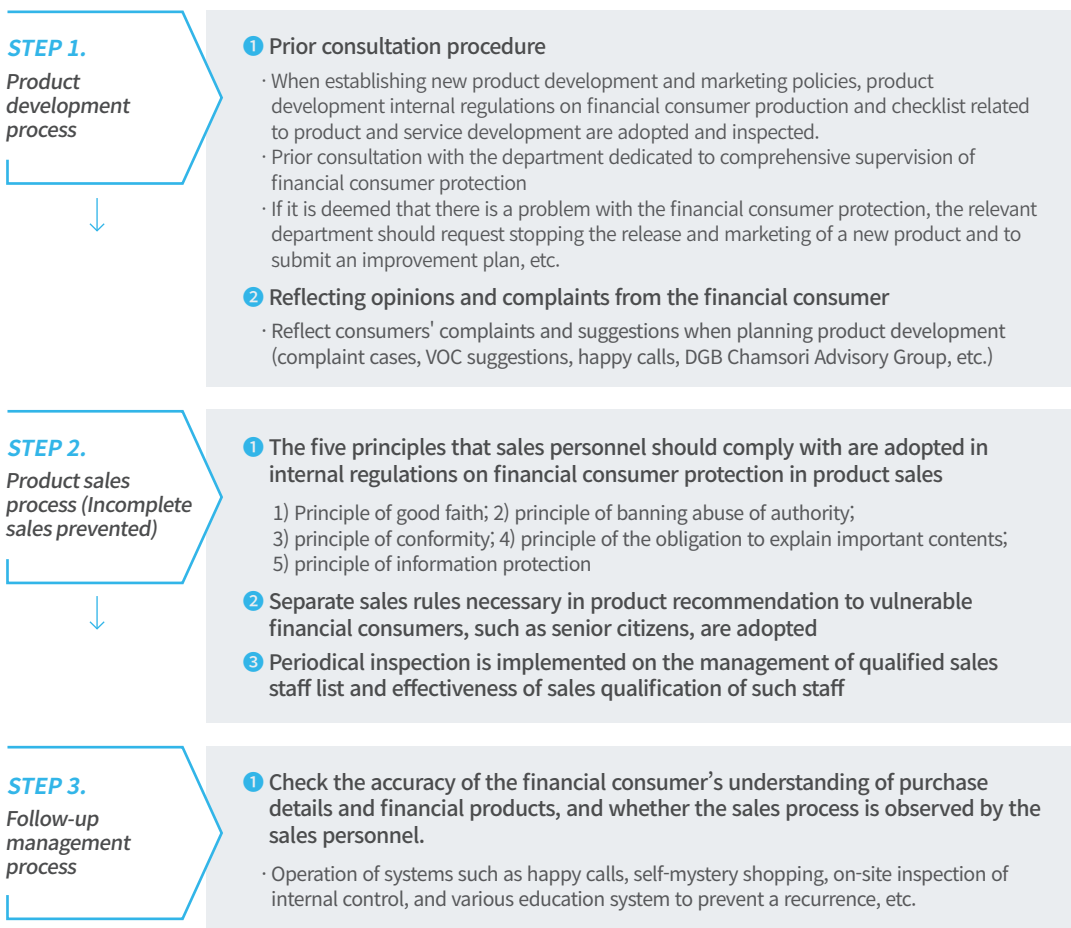 STEP 1.
Product
development
process
❶ Prior consultation procedure
· When establishing new product development and marketing policies, product
development internal regulations on financial consumer production and checklist related
to product and service development are adopted and inspected.
· Prior consultation with the department dedicated to comprehensive supervision of
financial consumer protection
· If it is deemed that there is a problem with the financial consumer protection, the relevant
department should request stopping the release and marketing of a new product and to
submit an improvement plan, etc.
❷ Reflecting opinions and complaints from the financial consumer
· Reflect consumers' complaints and suggestions when planning product development
(complaint cases, VOC suggestions, happy calls, DGB Chamsori Advisory Group, etc.)
STEP 2.
Product sales
process (Incomplete
sales prevented)
❶ The five principles that sales personnel should comply with are adopted in
internal regulations on financial consumer protection in product sales
1) Principle of good faith; 2) principle of banning abuse of authority;
3) principle of conformity; 4) principle of the obligation to explain important contents;
5) principle of information protection
❷ Separate sales rules necessary in product recommendation to vulnerable
financial consumers, such as senior citizens, are adopted
❸ Periodical inspection is implemented on the management of qualified sales
staff list and effectiveness of sales qualification of such staff
STEP 3.
Follow-up
management
process
❶ Check the accuracy of the financial consumer's understanding of purchase
details and financial products, and whether the sales process is observed by the
sales personnel.
· Operation of systems such as happy calls, self-mystery shopping, on-site inspection of
internal control, and various education system to prevent a recurrence, etc.